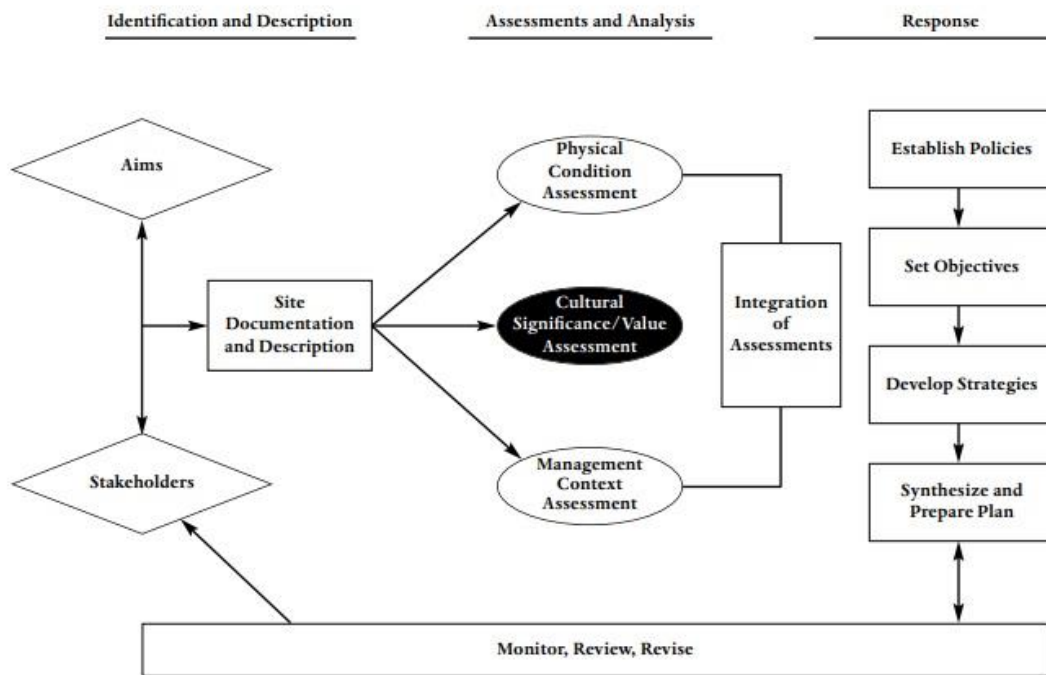 Identification and Description
Assessments and Analysis
Response
Aims
Stakeholders
Site
Documentation
and Description
Physical
Condition
Assessment
Cultural
Significance/Value
Assessment
Management
Context
Assessment
Integration
of
Assessments
Establish Policies
Set Objectives
Develop Strategies
Synthesize and
Prepare Plan
Monitor, Review, Revise